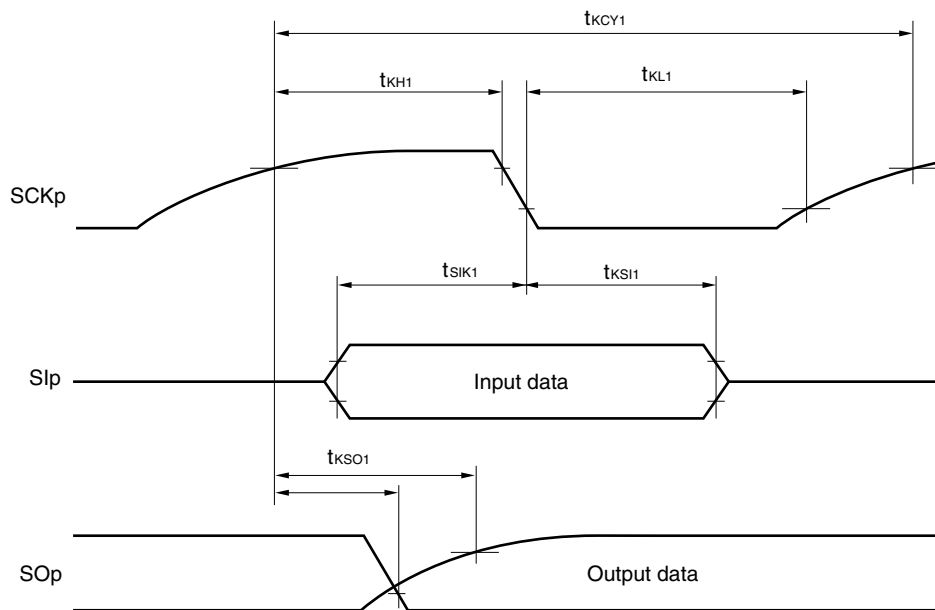 tKCY1
tKH1
tKL1
SCKp
tSIK1
tKSI1
SIp
Input data
tKSO1
SOp
Output data